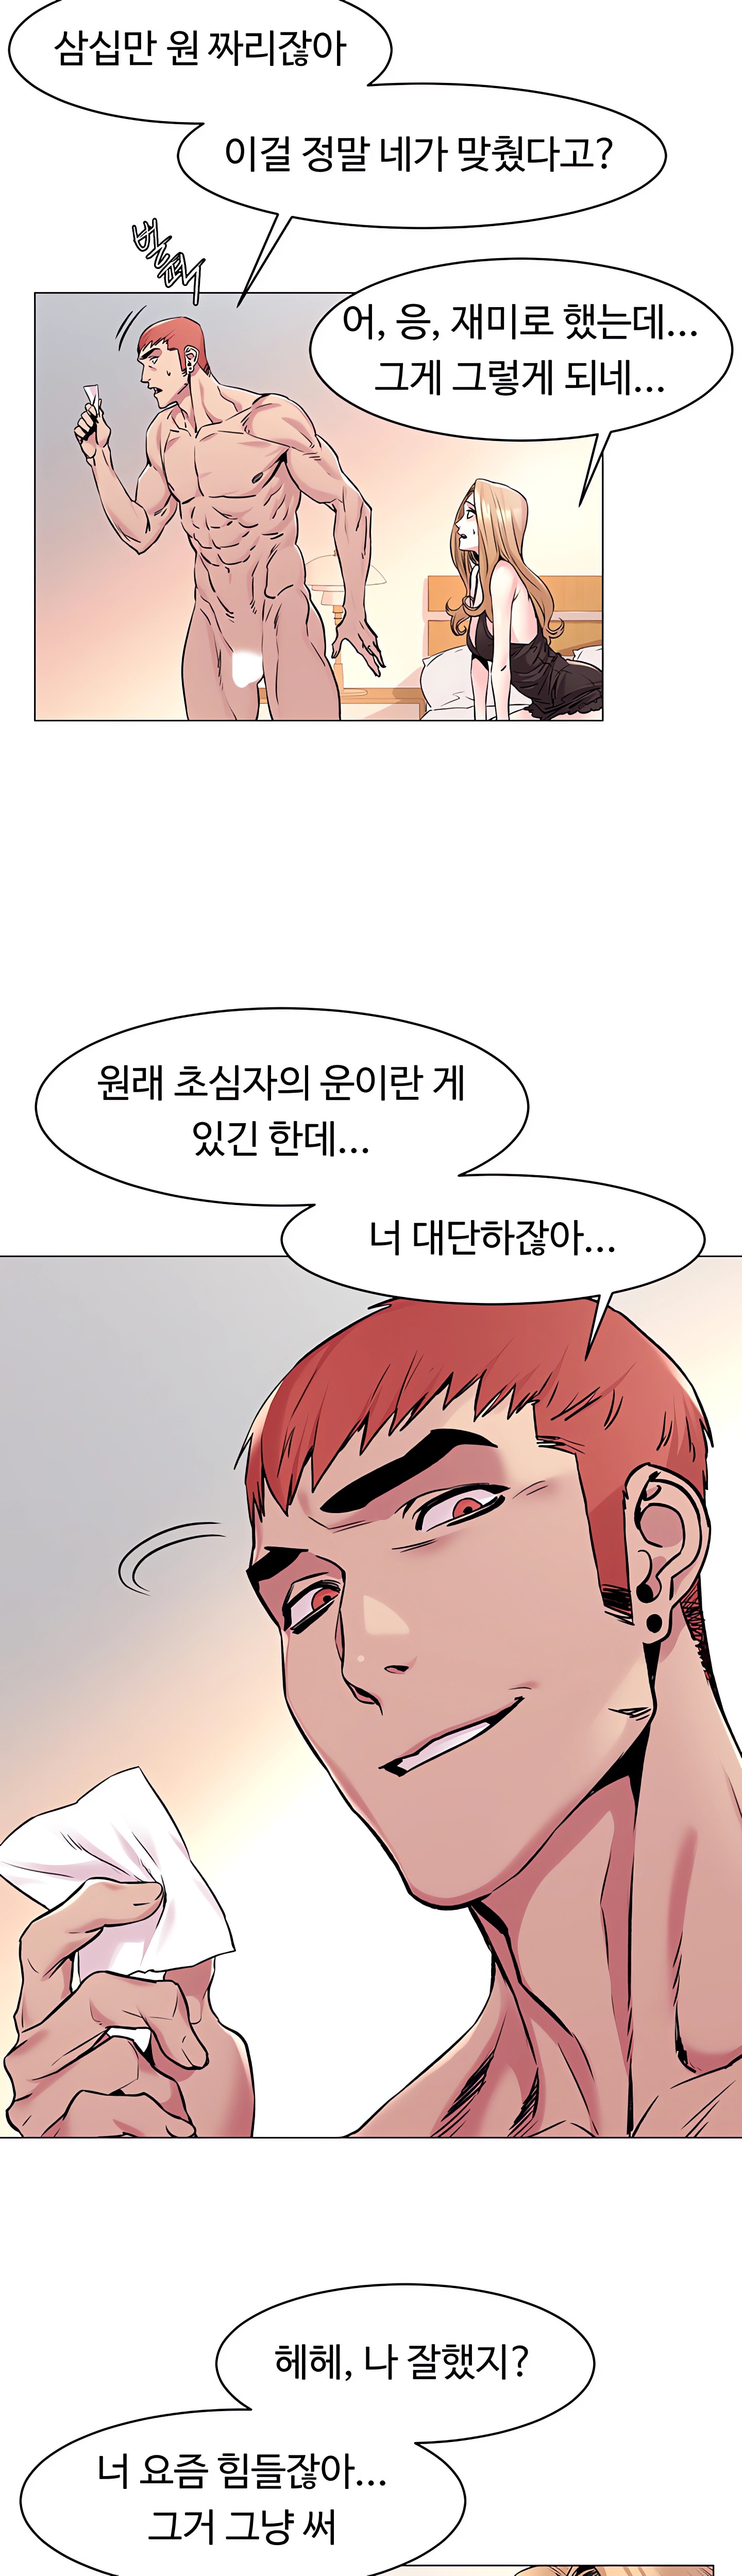 삼십만 원 짜리잖아
이걸 정말 네가 맞췄다고?
벌떡
어, 응, 재미로 했는데...
그게 그렇게 되네...
원래 초심자의 운이란 게
있긴 한데...
너 대단하잖아...
헤헤, 나 잘했지?
너 요즘 힘들잖아...
그거 그냥 써